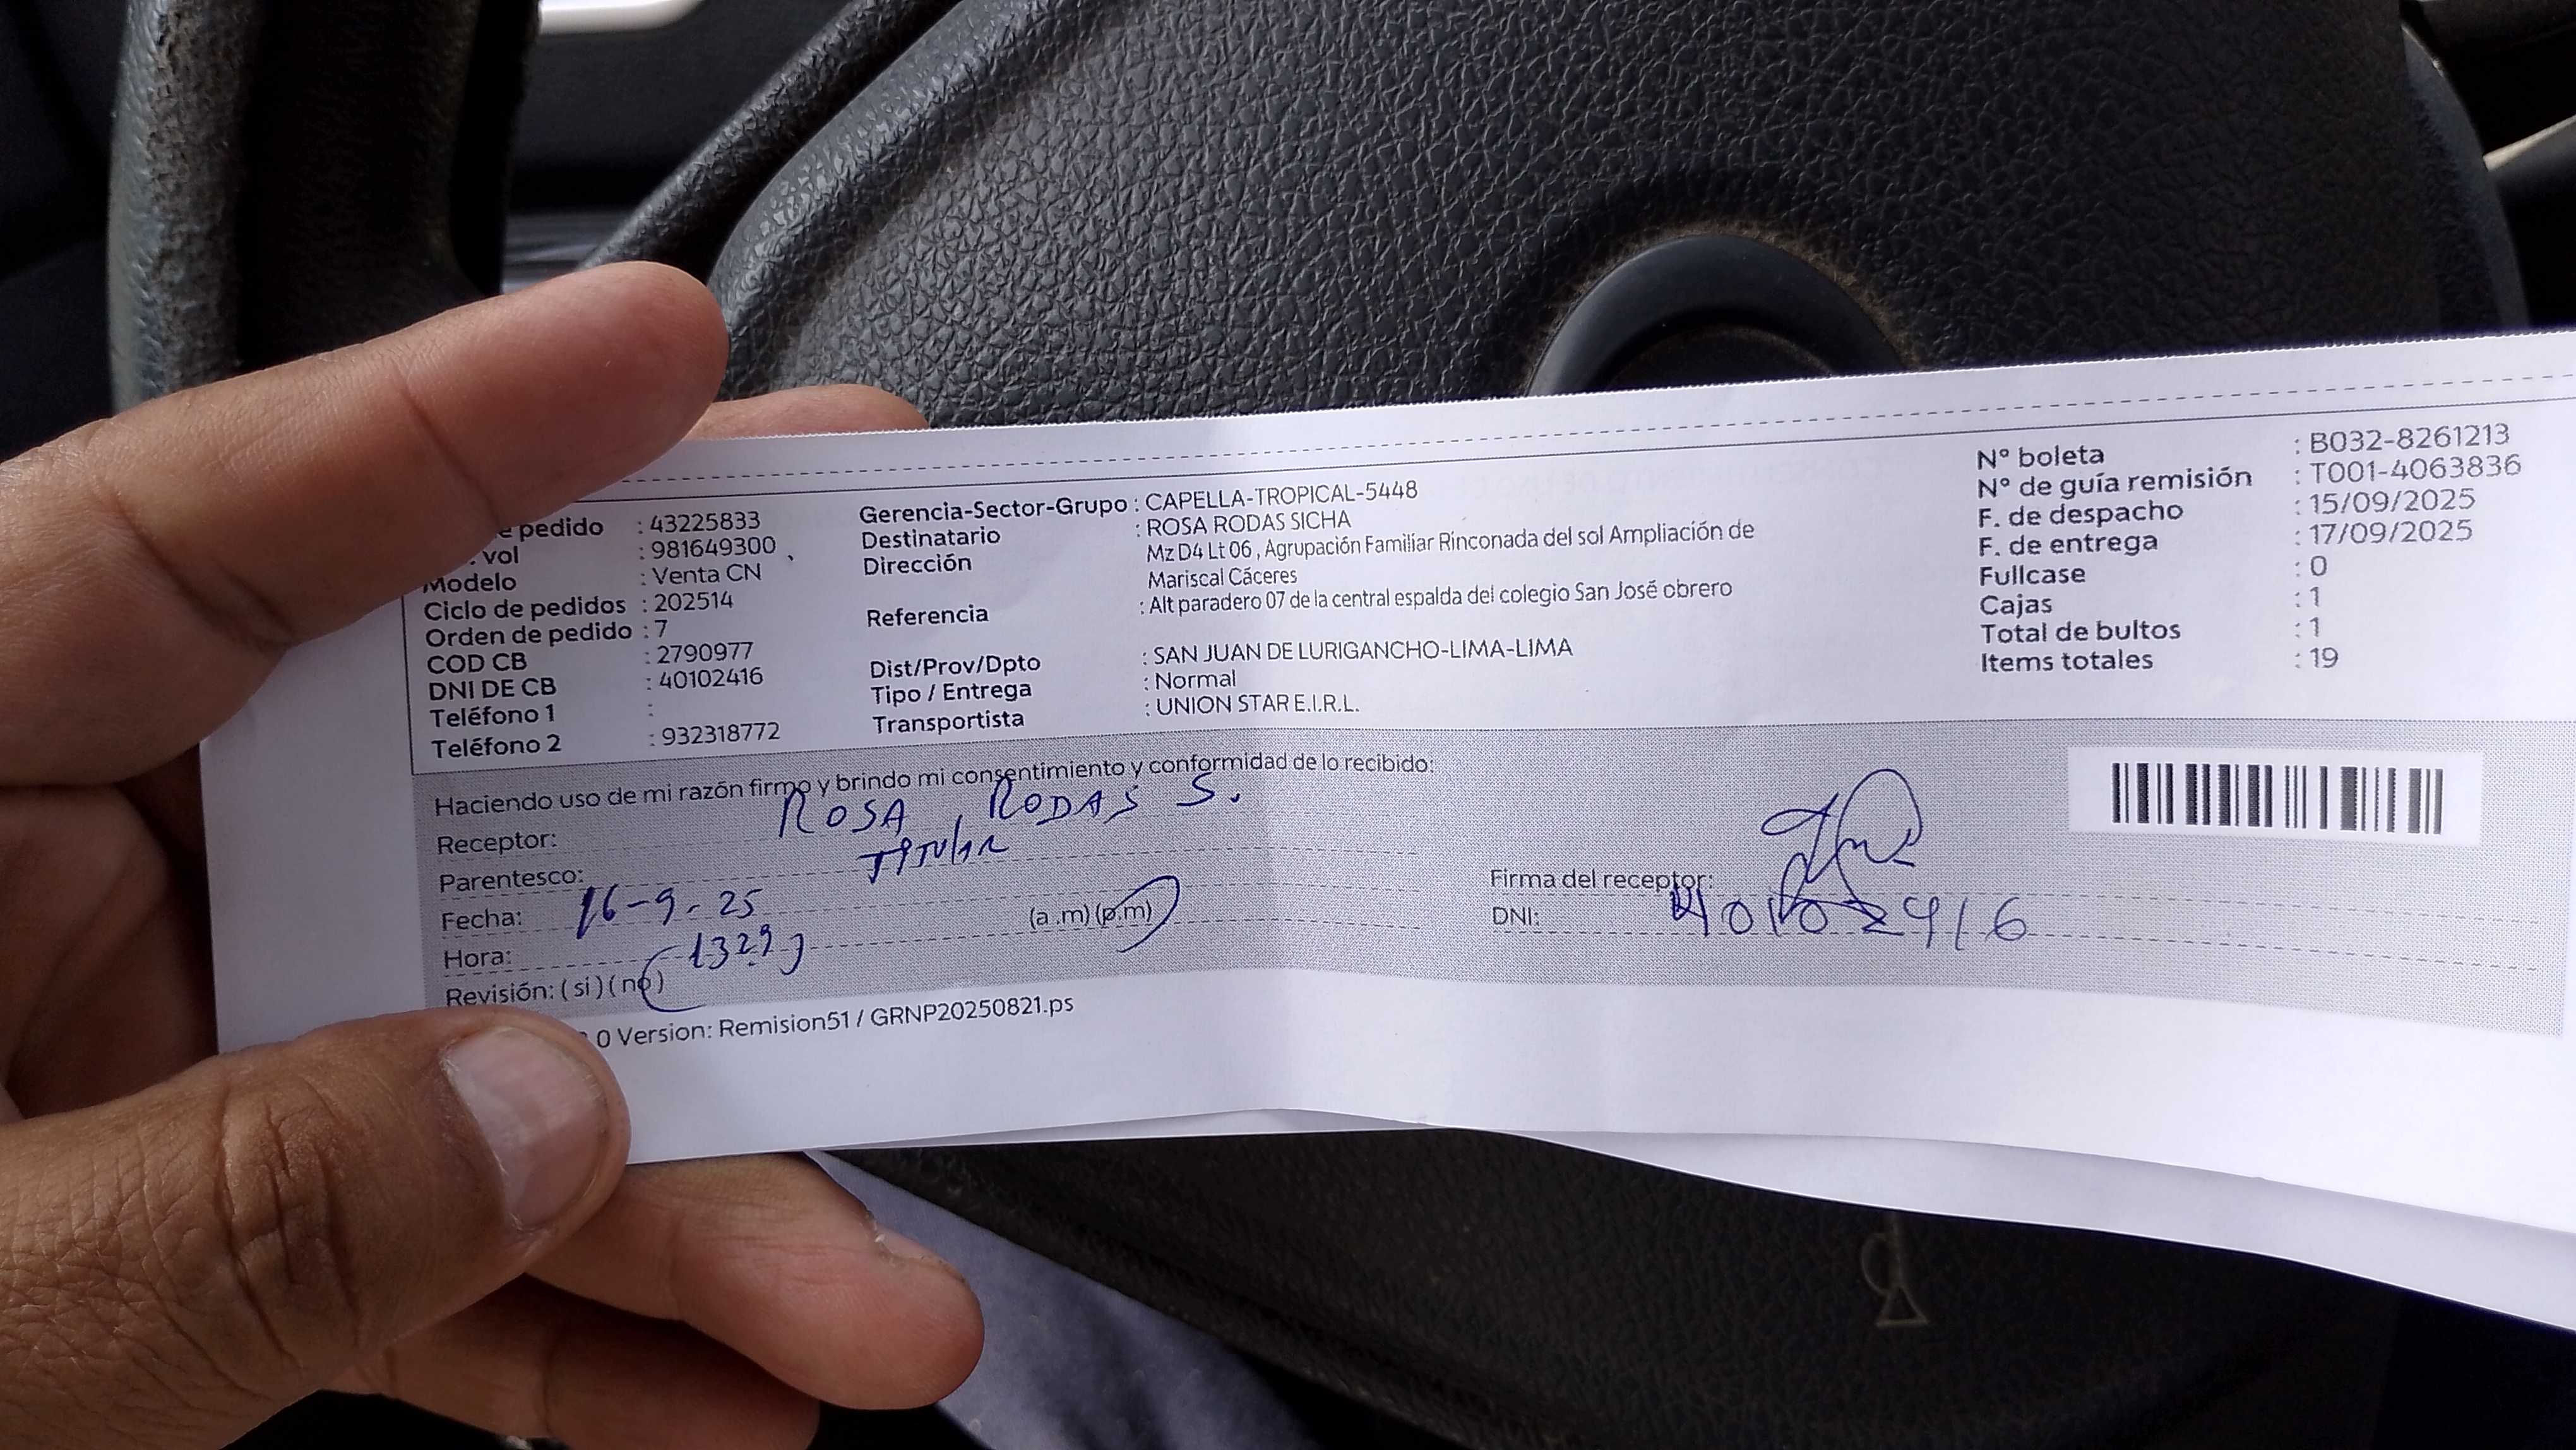 e pedido : 43225833
vol : 981649300
Modelo : Venta CN
Ciclo de pedidos : 202514
Orden de pedido : 7
COD CB : 2790977
DNI DE CB : 40102416
Teléfono 1 :
Teléfono 2 : 932318772
Gerencia-Sector-Grupo : CAPELLA-TROPICAL-5448
Destinatario : ROSA RODAS SICHA
Dirección Mz D4 Lt 06 , Agrupación Familiar Rinconada del sol Ampliación de
Mariscal Cáceres
Referencia : Alt paradero 07 de la central espalda del colegio San José obrero
Dist/Prov/Dpto : SAN JUAN DE LURIGANCHO-LIMA-LIMA
Tipo / Entrega : Normal
Transportista : UNION STAR E.I.R.L.
N° boleta : B032-8261213
N° de guía remisión : T001-4063836
F. de despacho : 15/09/2025
F. de entrega : 17/09/2025
Fullcase : 0
Cajas : 1
Total de bultos : 1
Items totales : 19
Haciendo uso de mi razón firmo y brindo mi consentimiento y conformidad de lo recibido:
Receptor: ROSA RODAS S.
Parentesco: Titular
Fecha: 16-9-25
Hora: 1329 (a.m) (p.m)
Revisión: ( si ) ( no )
Firma del receptor:
DNI: 40102416
0 Version: Remision51 / GRNP20250821.ps